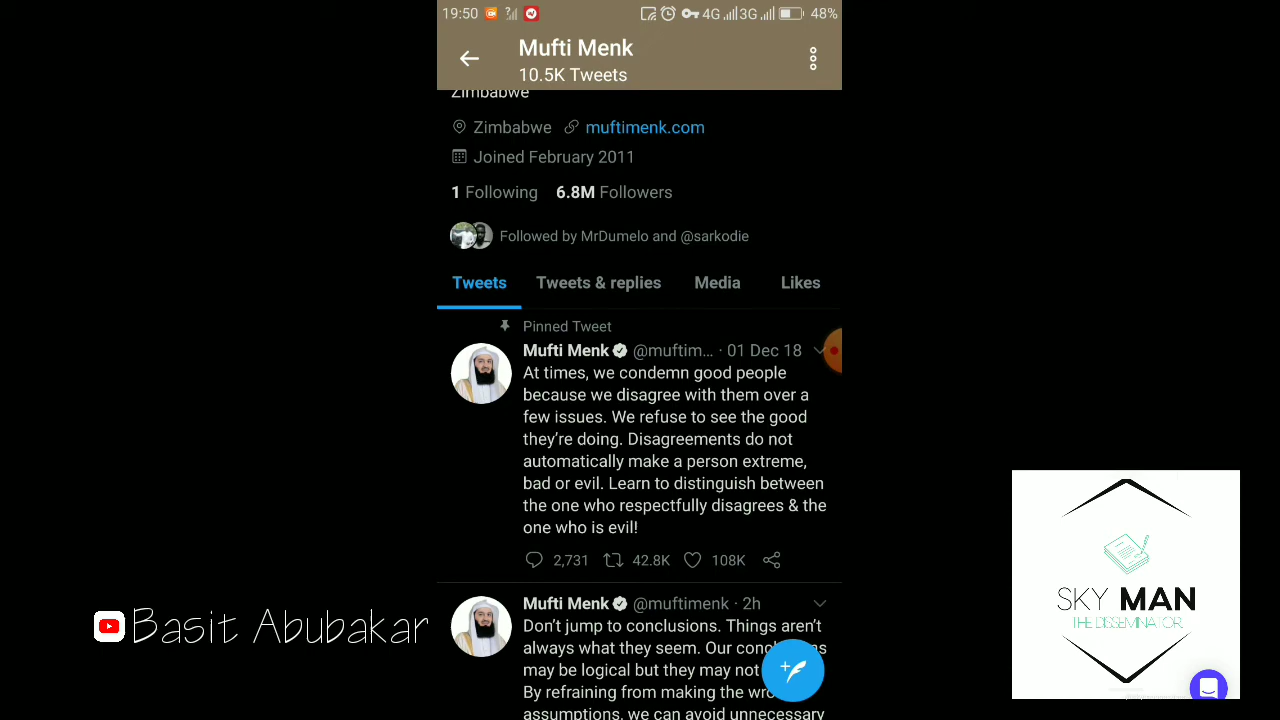 19:50 4G 3G 48%
Mufti Menk
10.5K Tweets
Zimbabwe
Zimbabwe muftimenk.com
Joined February 2011
1 Following 6.8M Followers
Followed by MrDumelo and @sarkodie
Tweets Tweets & replies Media Likes
Pinned Tweet
Mufti Menk @muftim... · 01 Dec 18
At times, we condemn good people
because we disagree with them over a
few issues. We refuse to see the good
they're doing. Disagreements do not
automatically make a person extreme,
bad or evil. Learn to distinguish between
the one who respectfully disagrees & the
one who is evil!
2,731 42.8K 108K
Mufti Menk @muftimenk · 2h
Don't jump to conclusions. Things aren't
always what they seem. Our
may be logical but they may not
By refraining from making the
assumptions, we can avoid unnecessary
Basit Abubakar
SKY MAN
THE DISSEMINATOR